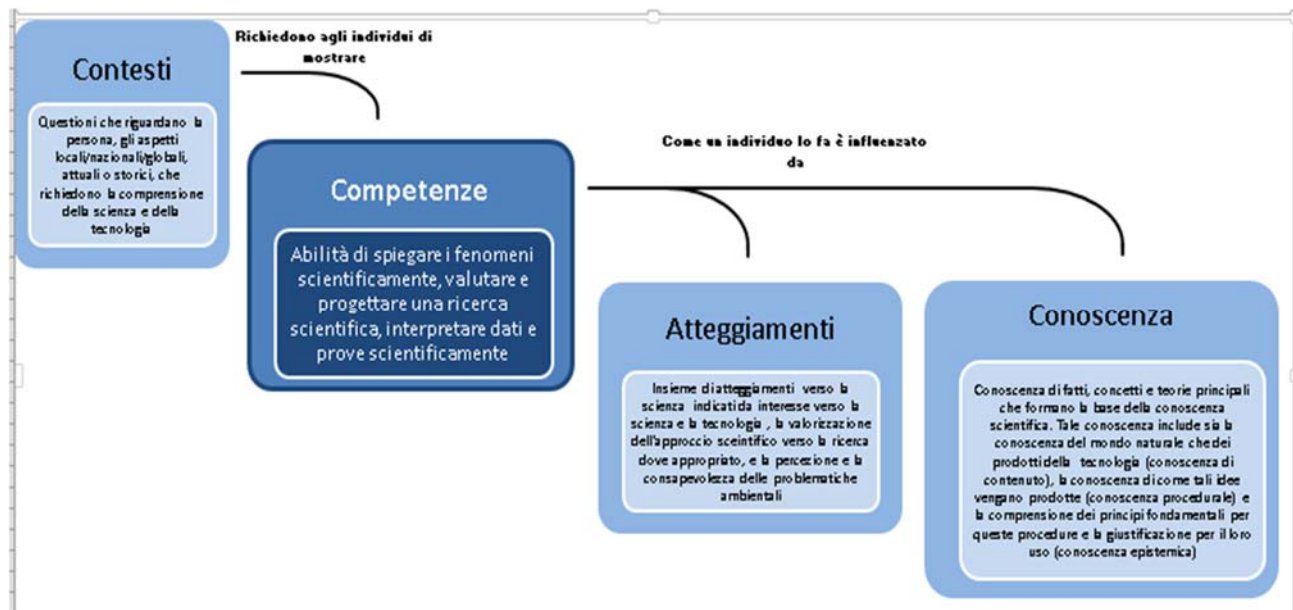 Contesti
Questioni che riguardano la
persona, gli aspetti
locali/nazionali/globali,
attuali o storici, che
richiedono la comprensione
della scienza e della
tecnologia
Richiedono agli individui di
mostrare
Competenze
Abilità di spiegare i fenomeni
scientificamente, valutare e
progettare una ricerca
scientifica, interpretare dati e
prove scientificamente
Come un individuo lo fa è influenzato
da
Atteggiamenti
Insieme di atteggiamenti verso la
scienza indicati da interesse verso la
scienza e la tecnologia , la valorizzazione
dell'approccio sceintifico verso la ricerca
dove appropriato, e la percezione e la
consapevolezza delle problematiche
ambientali
Conoscenza
Conoscenza di fatti, concetti e teorie principali
che formano la base della conoscenza
scientifica. Tale conoscenza include sia la
conoscenza del mondo naturale che dei
prodotti della tecnologia (conoscenza di
contenuto), la conoscenza di come tali idee
vengano prodotte (conoscenza procedurale) e
la comprensione dei principi fondamentali per
queste procedure e la giustificazione per il loro
uso (conoscenza epistemica)